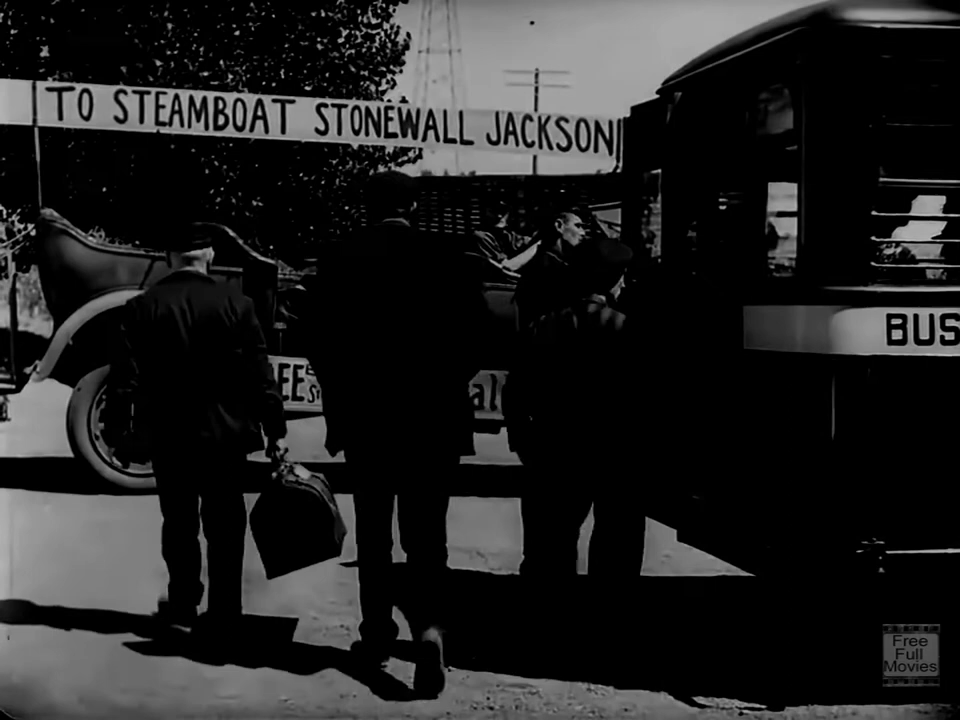 TO STEAMBOAT STONEWALL JACKSON
BUS
Free
Full
Movies